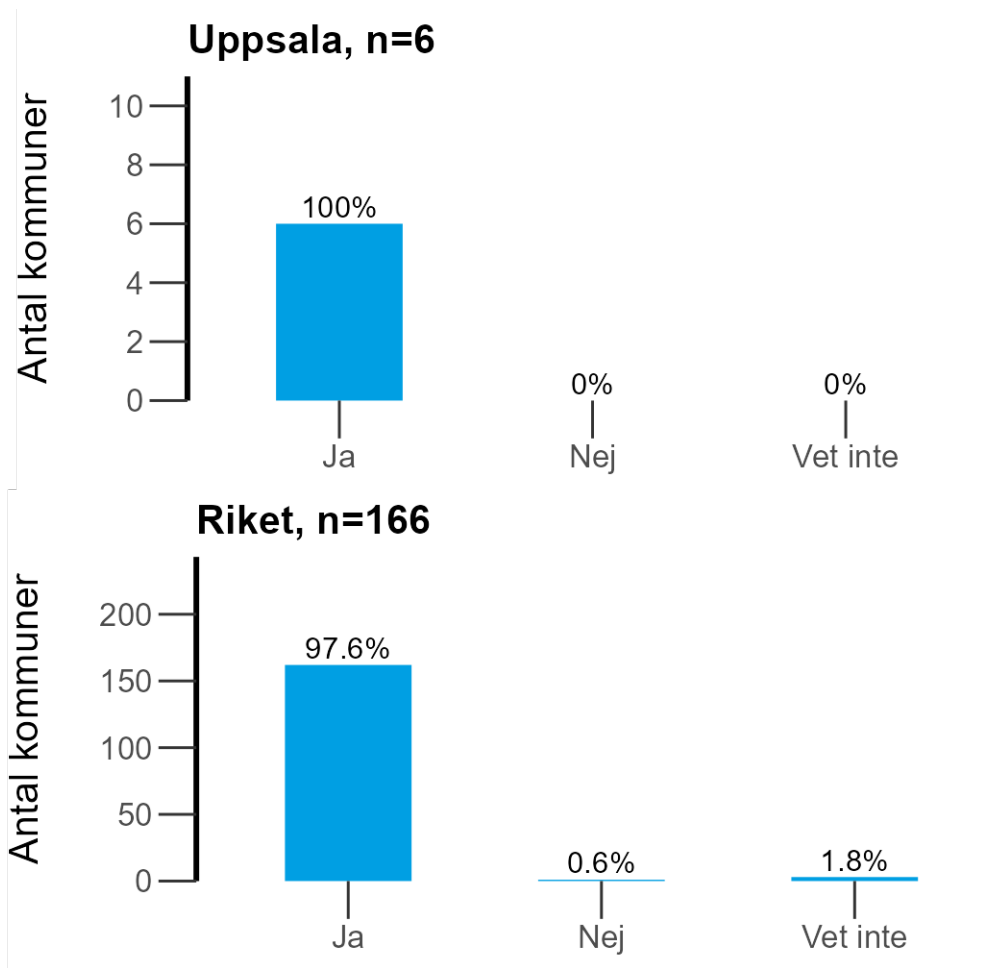 Uppsala, n=6
Antal kommuner
10
8
6
4
2
0
100%
0%
0%
Ja
Nej
Vet inte
Riket, n=166
Antal kommuner
200
150
100
50
0
97.6%
0.6%
1.8%
Ja
Nej
Vet inte